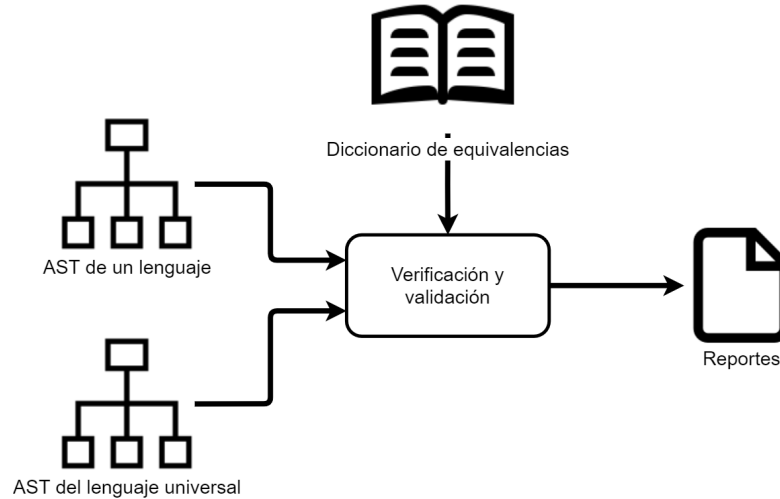 Diccionario de equivalencias
AST de un lenguaje
Verificación y
validación
Reportes
AST del lenguaje universal